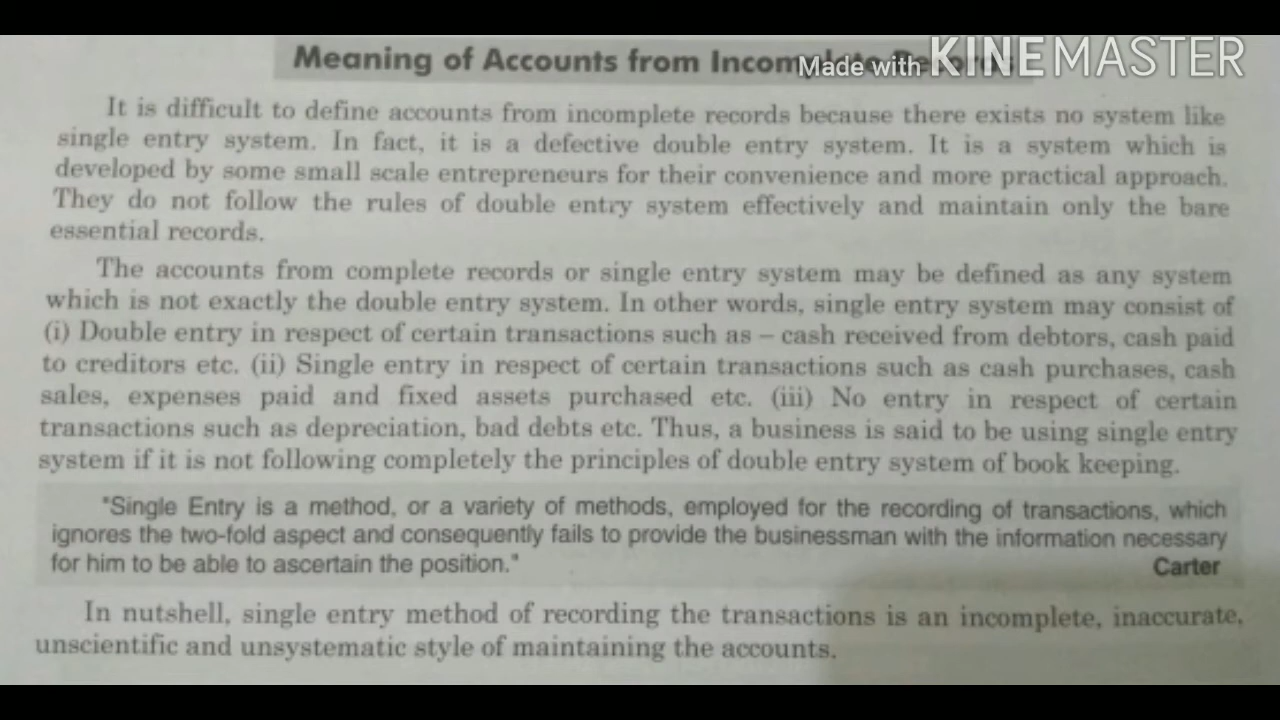 Meaning of Accounts from Incomplete Records
Made with KINEMASTER
It is difficult to define accounts from incomplete records because there exists no system like
single entry system. In fact, it is a defective double entry system. It is a system which is
developed by some small scale entrepreneurs for their convenience and more practical approach.
They do not follow the rules of double entry system effectively and maintain only the bare
essential records.
The accounts from complete records or single entry system may be defined as any system
which is not exactly the double entry system. In other words, single entry system may consist of
(i) Double entry in respect of certain transactions such as – cash received from debtors, cash paid
to creditors etc. (ii) Single entry in respect of certain transactions such as cash purchases, cash
sales, expenses paid and fixed assets purchased etc. (iii) No entry in respect of certain
transactions such as depreciation, bad debts etc. Thus, a business is said to be using single entry
system if it is not following completely the principles of double entry system of book keeping.
"Single Entry is a method, or a variety of methods, employed for the recording of transactions, which
ignores the two-fold aspect and consequently fails to provide the businessman with the information necessary
for him to be able to ascertain the position."
Carter
In nutshell, single entry method of recording the transactions is an incomplete, inaccurate,
unscientific and unsystematic style of maintaining the accounts.